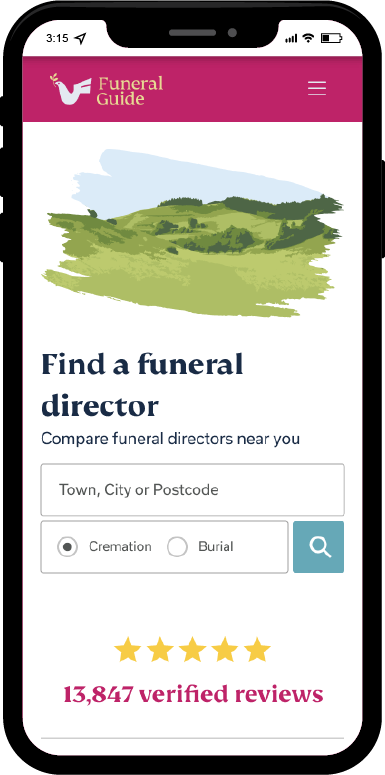 3:15
Funeral
Guide
Find a funeral
director
Compare funeral directors near you
Town, City or Postcode
Cremation Burial
13,847 verified reviews